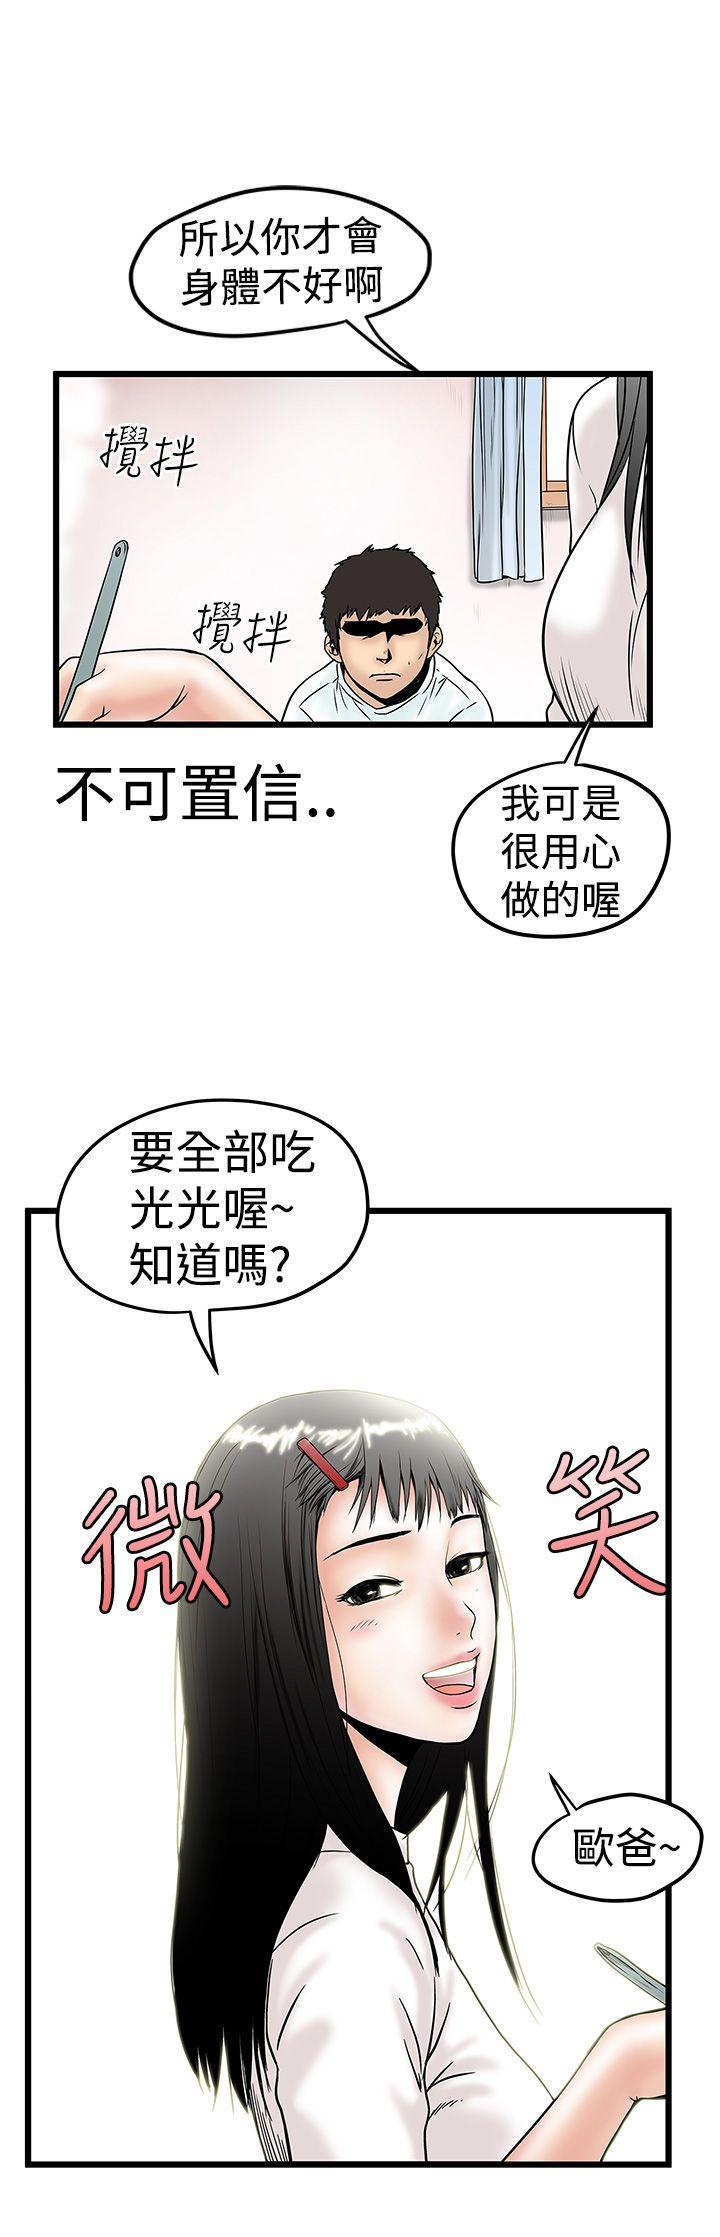 所以你才會
身體不好啊
攪拌
攪拌
不可置信..
我可是
很用心
做的喔
要全部吃
光光喔~
知道嗎?
微 笑
歐爸~